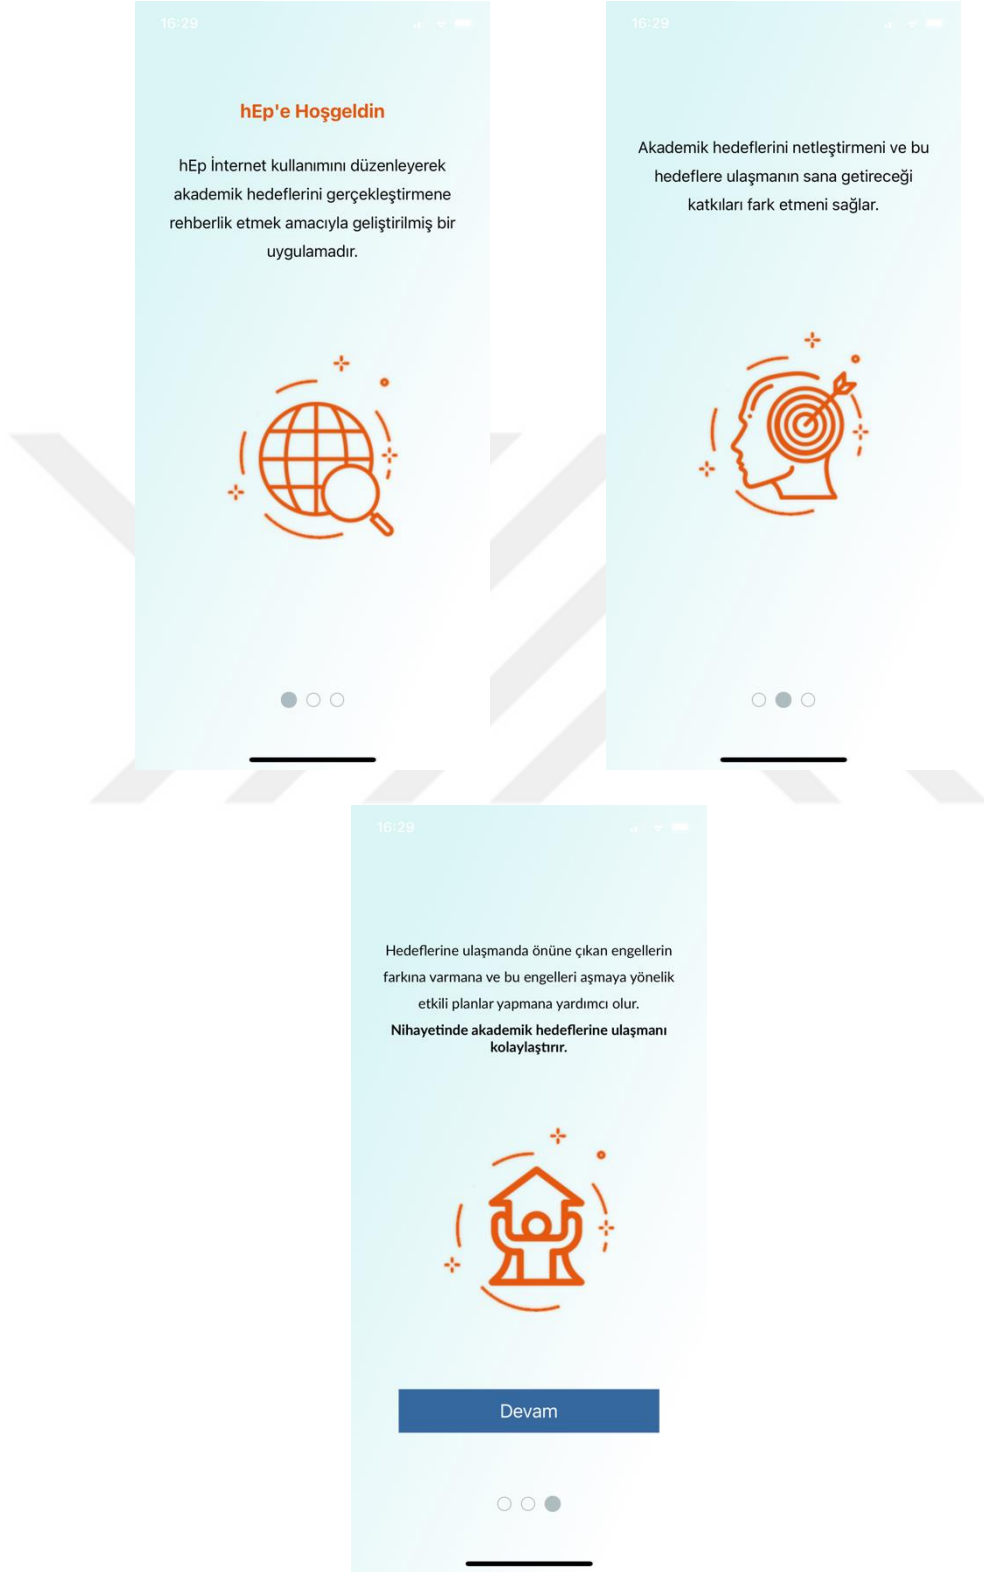 16:29
hEp'e Hoşgeldin
hEp İnternet kullanımını düzenleyerek
akademik hedeflerini gerçekleştirmene
rehberlik etmek amacıyla geliştirilmiş bir
uygulamadır.
16:29
Akademik hedeflerini netleştirmeni ve bu
hedeflere ulaşmanın sana getireceği
katkıları fark etmeni sağlar.
16:29
Hedeflerine ulaşmanda önüne çıkan engellerin
farkına varmana ve bu engelleri aşmaya yönelik
etkili planlar yapmana yardımcı olur.
Nihayetinde akademik hedeflerine ulaşmanı
kolaylaştırır.
Devam